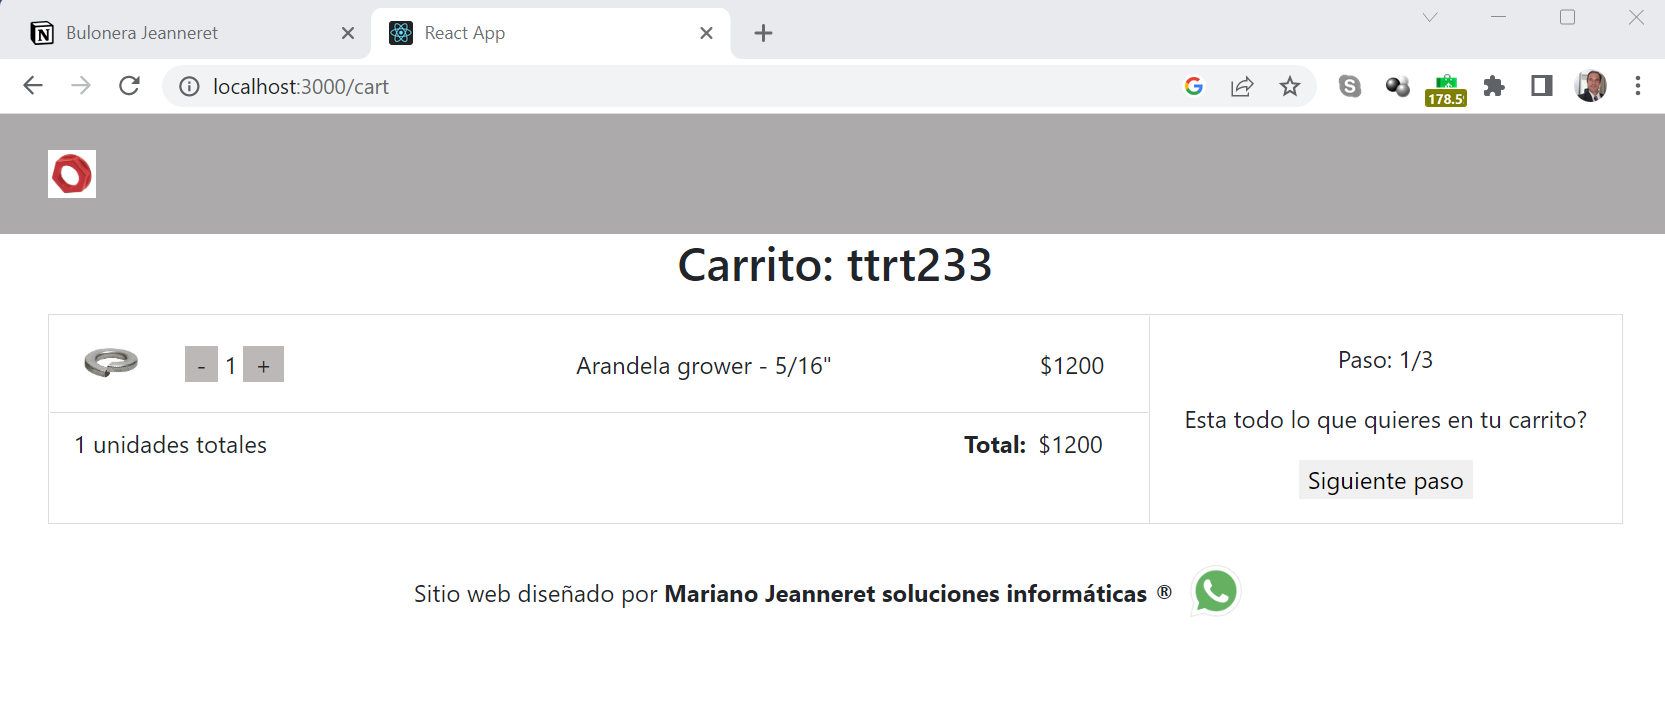 Bulonera Jeanneret
React App
localhost:3000/cart
178.5
Carrito: ttrt233
- 1 +
Arandela grower - 5/16"
$1200
1 unidades totales
Total: $1200
Paso: 1/3
Esta todo lo que quieres en tu carrito?
Siguiente paso
Sitio web diseñado por Mariano Jeanneret soluciones informáticas ®